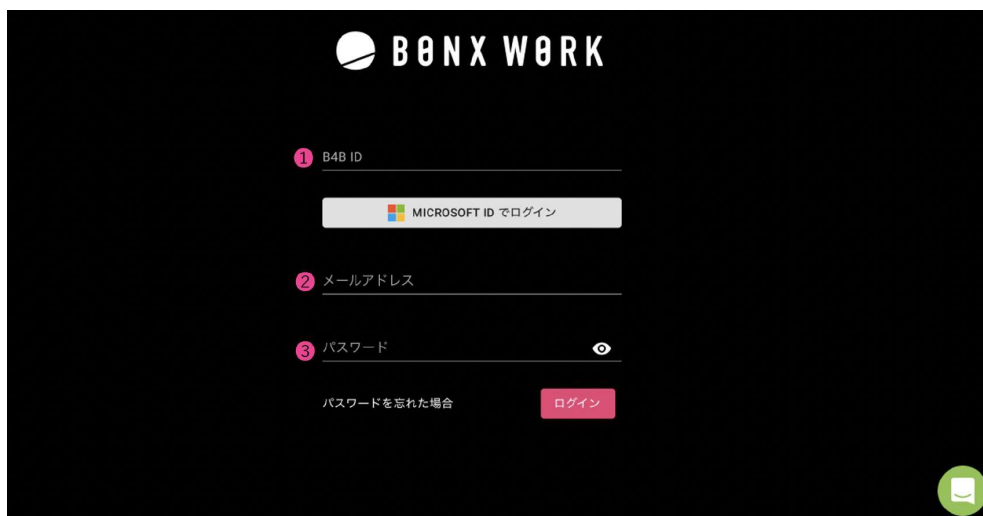 BONX WORK
1 B4B ID
MICROSOFT ID でログイン
2 メールアドレス
3 パスワード
パスワードを忘れた場合 ログイン